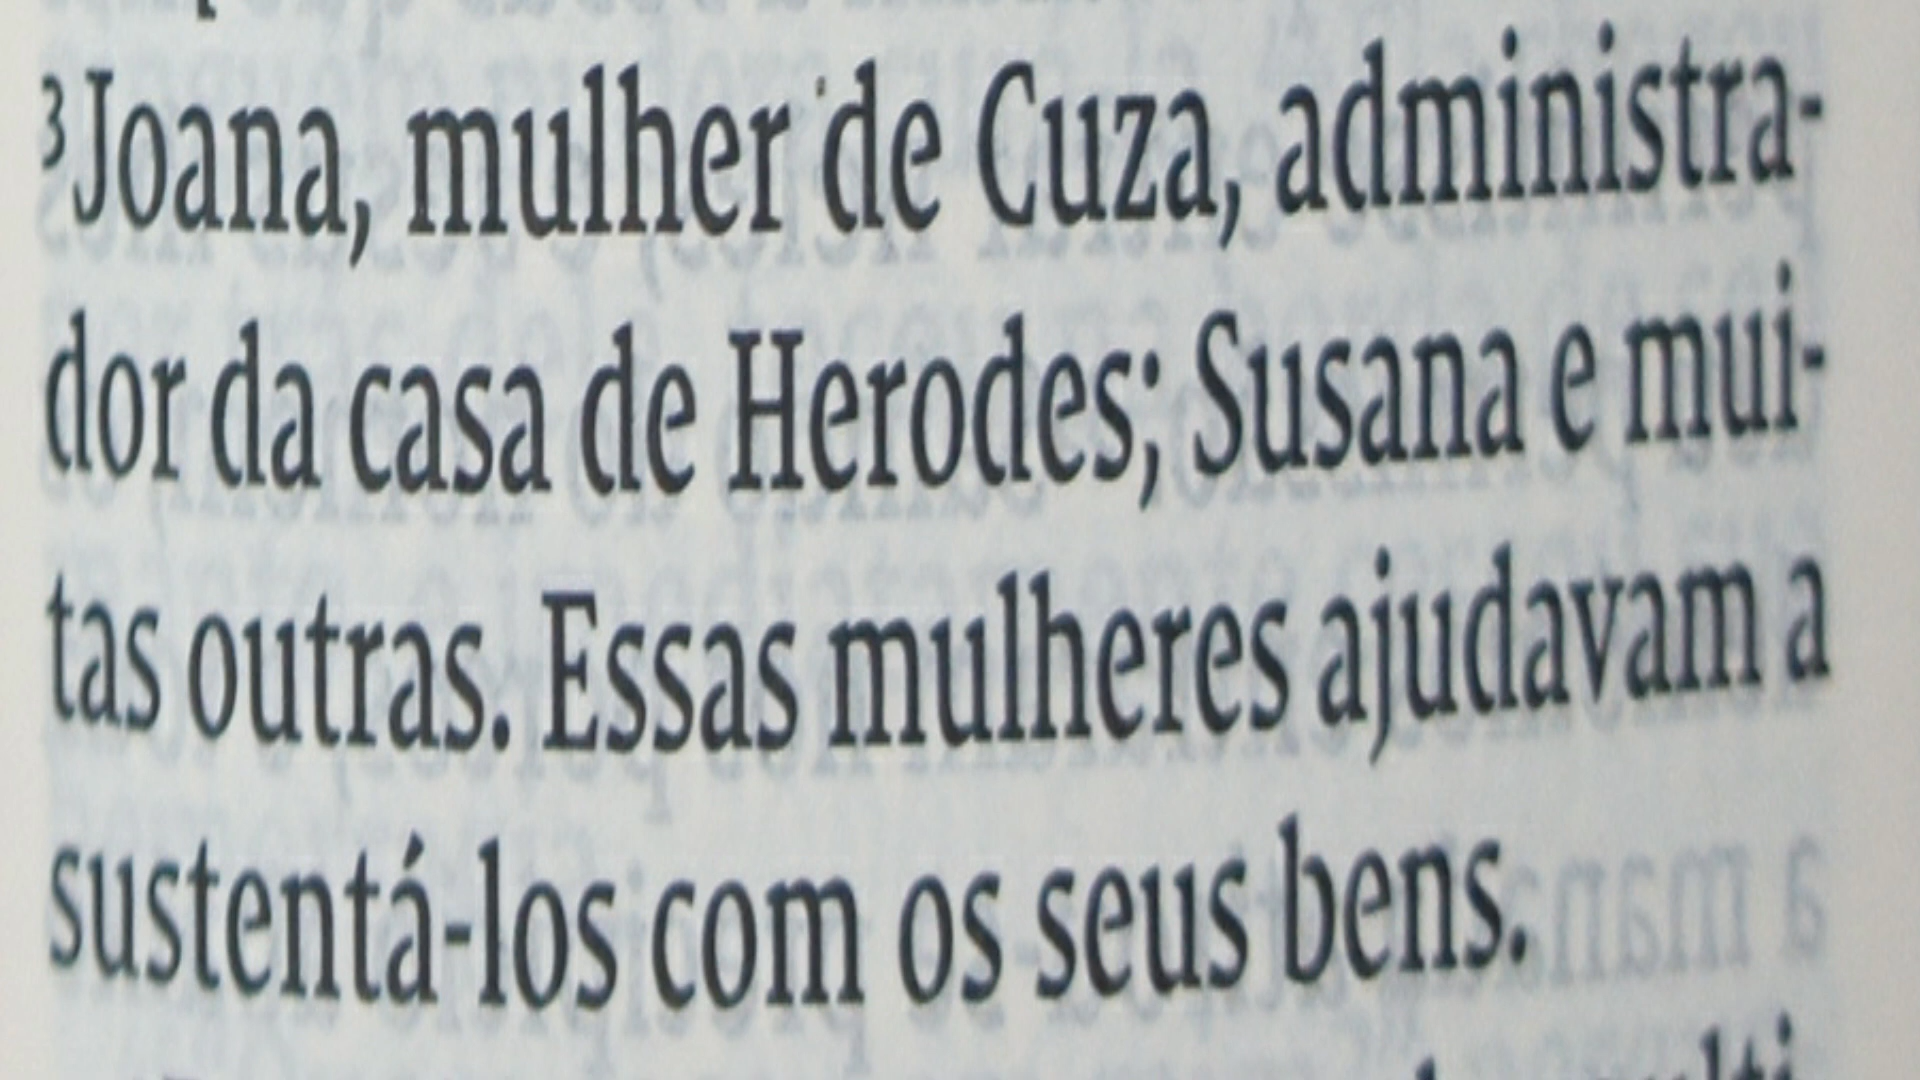 ³Joana, mulher de Cuza, administra-
dor da casa de Herodes; Susana e mui-
tas outras. Essas mulheres ajudavam a
sustentá-los com os seus bens.